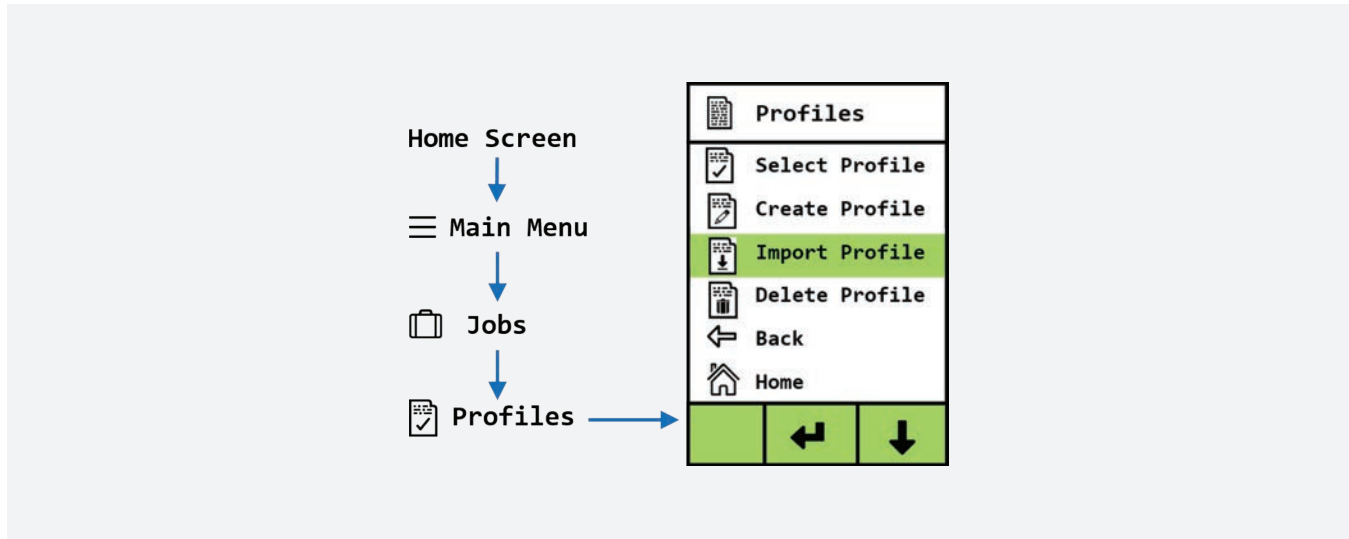 Home Screen
Main Menu
Jobs
Profiles
Profiles
Select Profile
Create Profile
Import Profile
Delete Profile
Back
Home